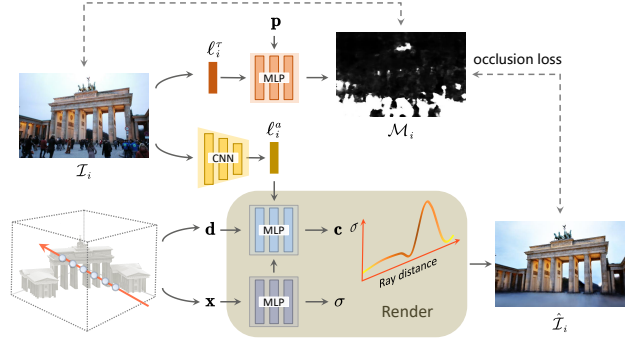 p
ℓ_i^τ
MLP
occlusion loss
ℐ_i
ℳ_i
ℓ_i^a
CNN
d
MLP
c
σ
Ray distance
x
MLP
σ
Render
ℐ̂_i